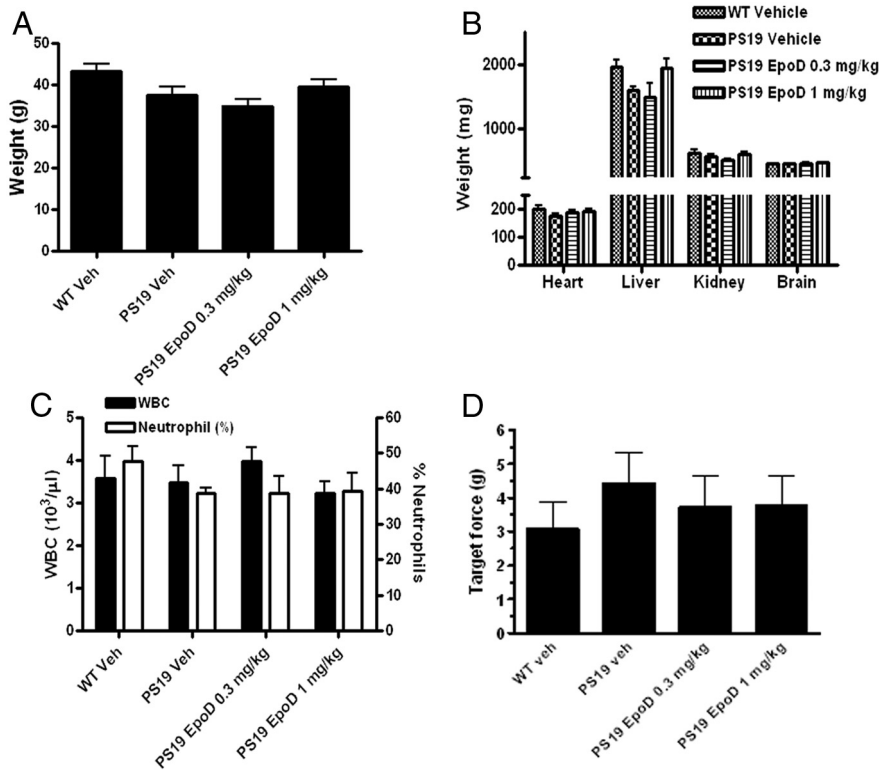 A
Weight (g)
50
40
30
20
10
0
WT Veh
PS19 Veh
PS19 EpoD 0.3 mg/kg
PS19 EpoD 1 mg/kg
B
WT Vehicle
PS19 Vehicle
PS19 EpoD 0.3 mg/kg
PS19 EpoD 1 mg/kg
Weight (mg)
2000
1000
200
100
0
Heart
Liver
Kidney
Brain
C
WBC
Neutrophil (%)
WBC (10³/µl)
5
4
3
2
1
0
60
50
40
30
20
10
0
% Neutrophils
WT Veh
PS19 Veh
PS19 EpoD 0.3 mg/kg
PS19 EpoD 1 mg/kg
D
Target force (g)
6
5
4
3
2
1
0
WT veh
PS19 veh
PS19 EpoD 0.3 mg/kg
PS19 EpoD 1 mg/kg